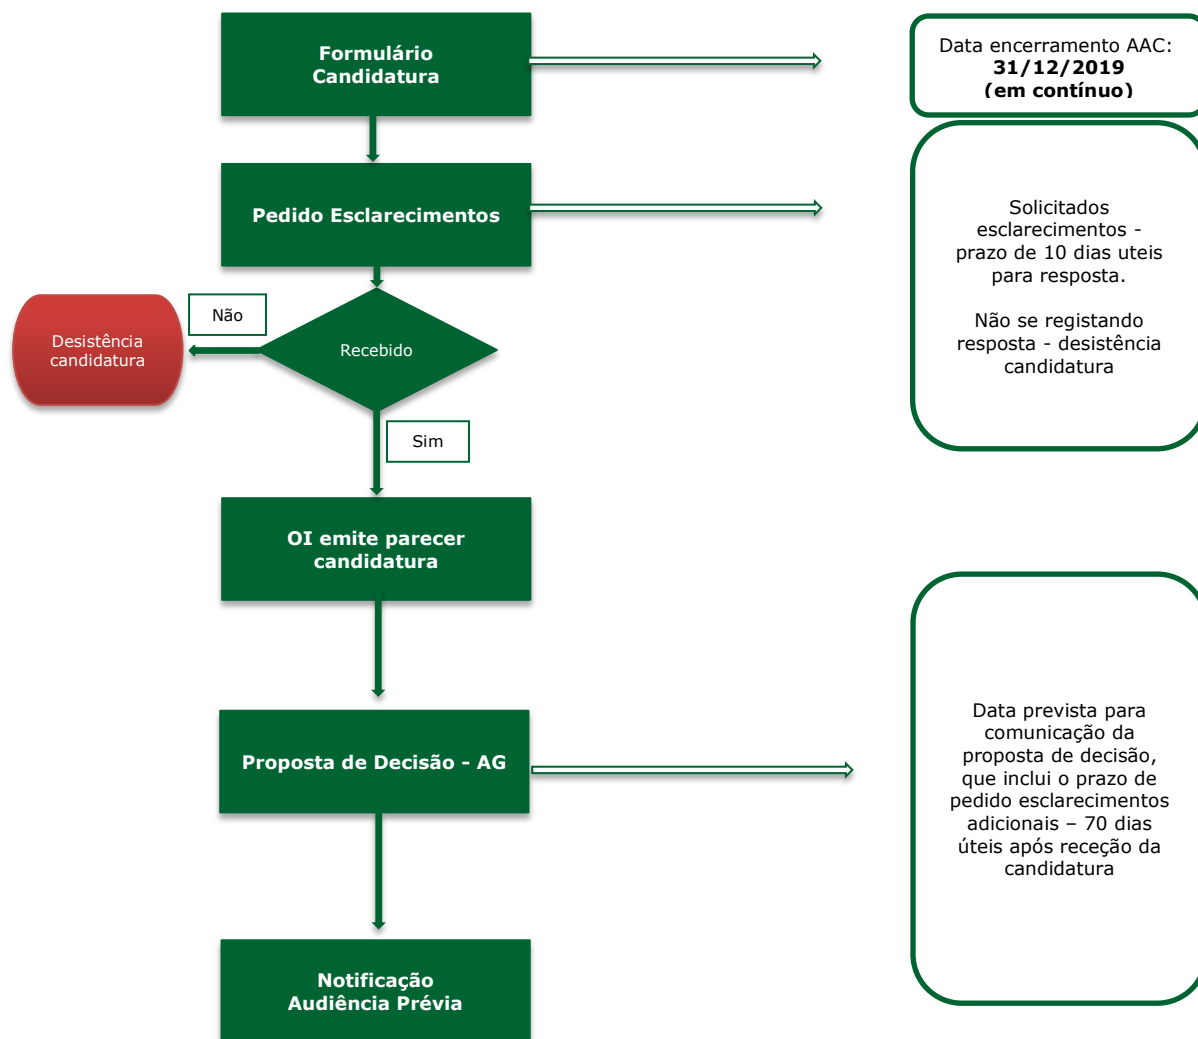 Formulário
Candidatura
Data encerramento AAC:
31/12/2019
(em contínuo)
Pedido Esclarecimentos
Solicitados
esclarecimentos -
prazo de 10 dias uteis
para resposta.
Não se registando
resposta - desistência
candidatura
Não
Desistência
candidatura
Recebido
Sim
OI emite parecer
candidatura
Proposta de Decisão - AG
Data prevista para
comunicação da
proposta de decisão,
que inclui o prazo de
pedido esclarecimentos
adicionais – 70 dias
úteis após receção da
candidatura
Notificação
Audiência Prévia